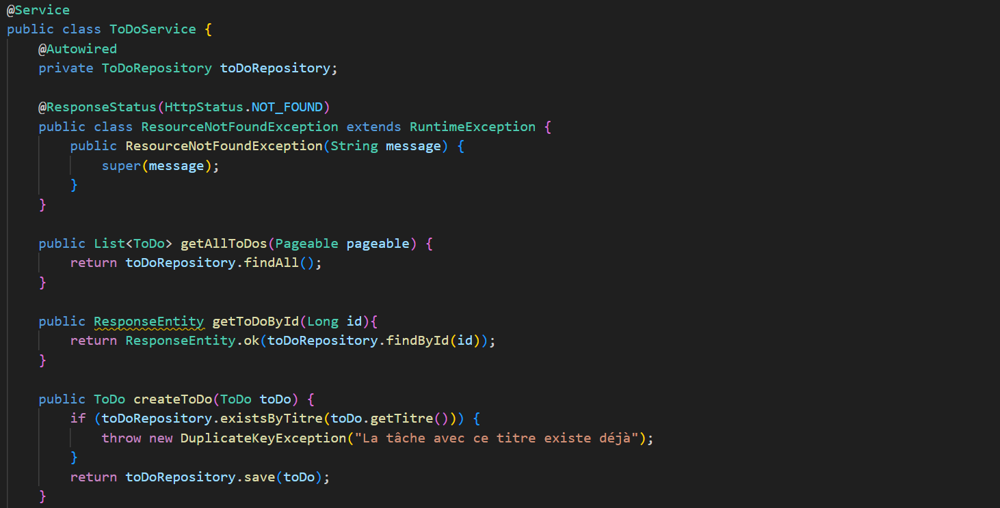 @Service
public class ToDoService {
    @Autowired
    private ToDoRepository toDoRepository;

    @ResponseStatus(HttpStatus.NOT_FOUND)
    public class ResourceNotFoundException extends RuntimeException {
        public ResourceNotFoundException(String message) {
            super(message);
        }
    }

    public List<ToDo> getAllToDos(Pageable pageable) {
        return toDoRepository.findAll();
    }

    public ResponseEntity getToDoById(Long id){
        return ResponseEntity.ok(toDoRepository.findById(id));
    }

    public ToDo createToDo(ToDo toDo) {
        if (toDoRepository.existsByTitre(toDo.getTitre())) {
            throw new DuplicateKeyException("La tâche avec ce titre existe déjà");
        }
        return toDoRepository.save(toDo);
    }